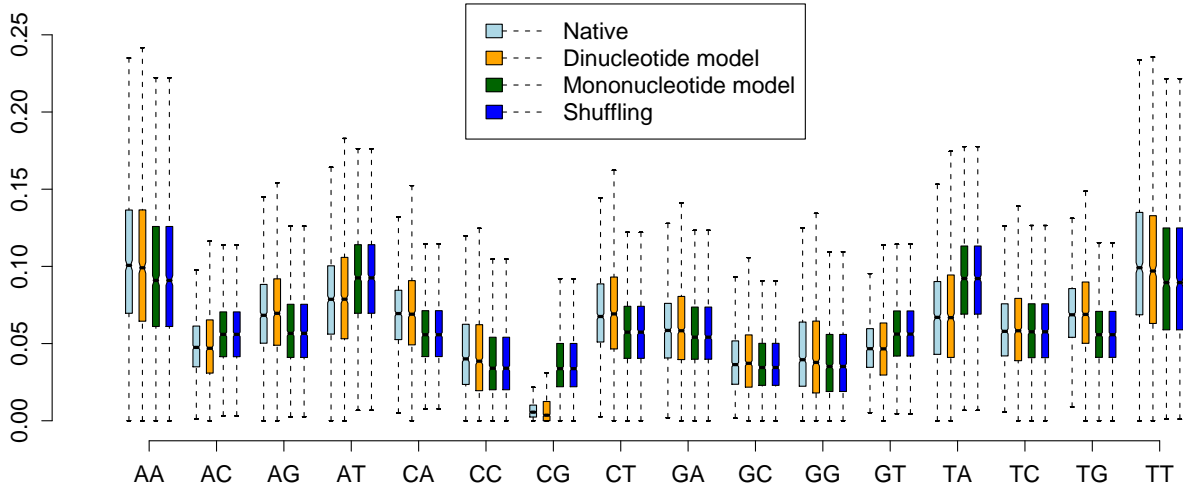 Native
Dinucleotide model
Mononucleotide model
Shuffling
0.25
0.20
0.15
0.10
0.05
0.00
AA AC AG AT CA CC CG CT GA GC GG GT TA TC TG TT